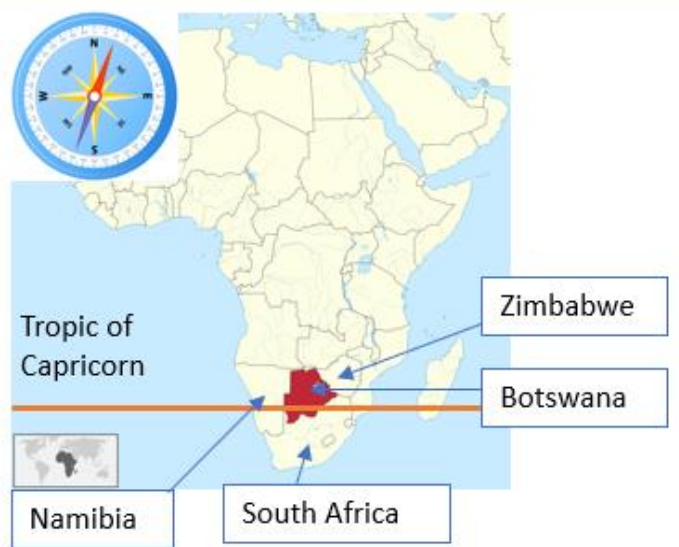 N
W
E
S
Tropic of
Capricorn
Zimbabwe
Botswana
Namibia
South Africa